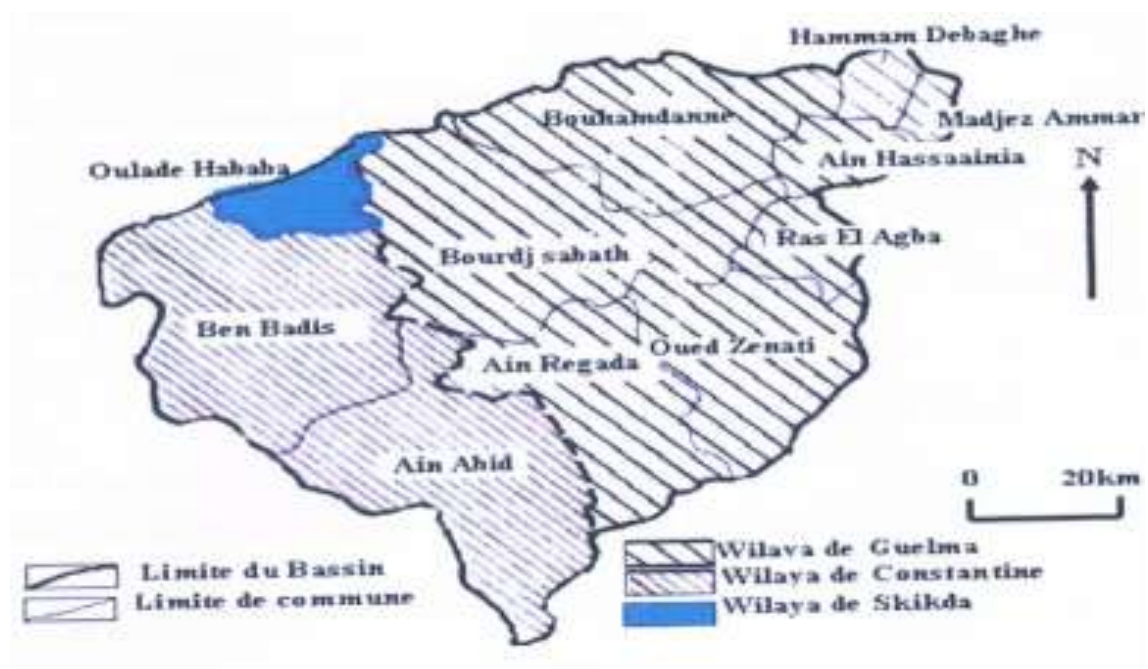 Hammam Debaghe
Bouhamdanne
Madjez Ammar
Oulade Hababa
Ain Hassaainia
N
Ras El Agba
Bourdj sabath
Ben Badis
Oued Zenati
Ain Regada
Ain Abid
0 20km
Limite du Bassin
Limite de commune
Wilaya de Guelma
Wilaya de Constantine
Wilaya de Skikda